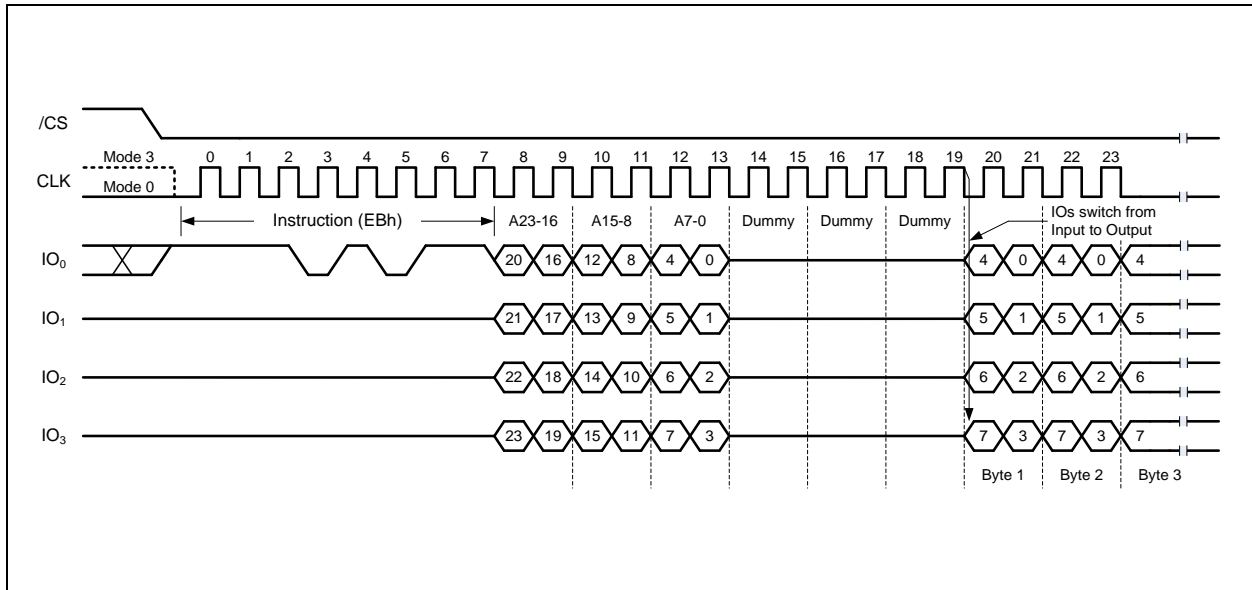 /CS
Mode 3 0 1 2 3 4 5 6 7 8 9 10 11 12 13 14 15 16 17 18 19 20 21 22 23
CLK
Mode 0
Instruction (EBh) A23-16 A15-8 A7-0 Dummy Dummy Dummy
IOs switch from
Input to Output
IO₀ 20 16 12 8 4 0 4 0 4 0 4
IO₁ 21 17 13 9 5 1 5 1 5 1 5
IO₂ 22 18 14 10 6 2 6 2 6 2 6
IO₃ 23 19 15 11 7 3 7 3 7 3 7
Byte 1 Byte 2 Byte 3